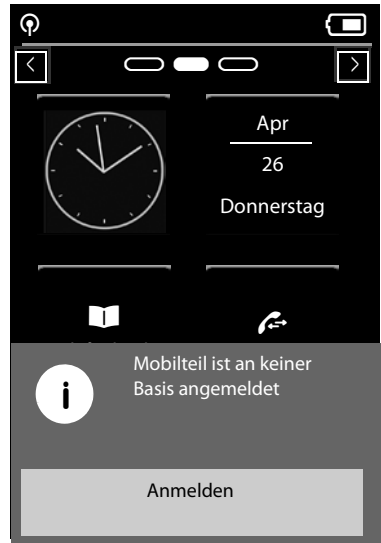 Apr
26
Donnerstag
Mobilteil ist an keiner
Basis angemeldet
Anmelden